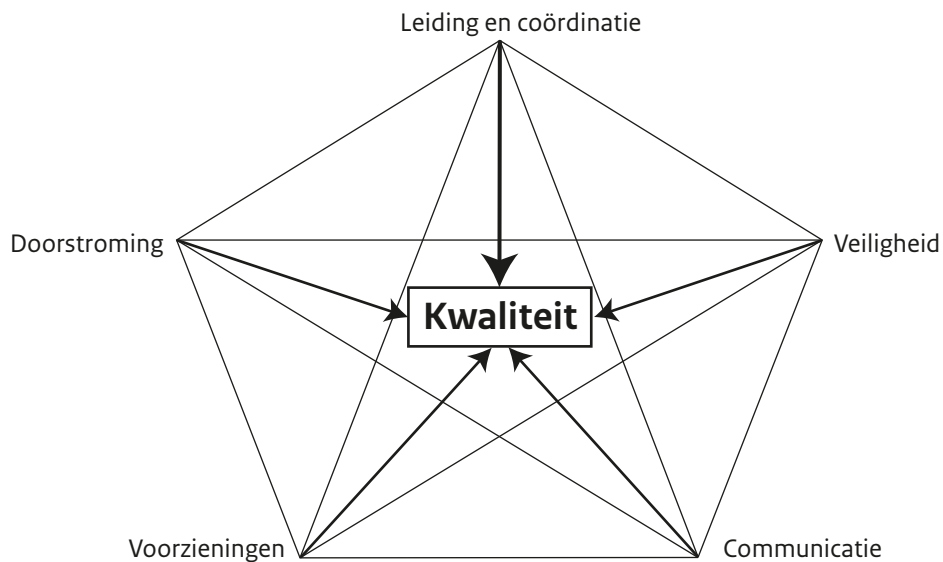 Leiding en coördinatie
Doorstroming
Veiligheid
Kwaliteit
Voorzieningen
Communicatie